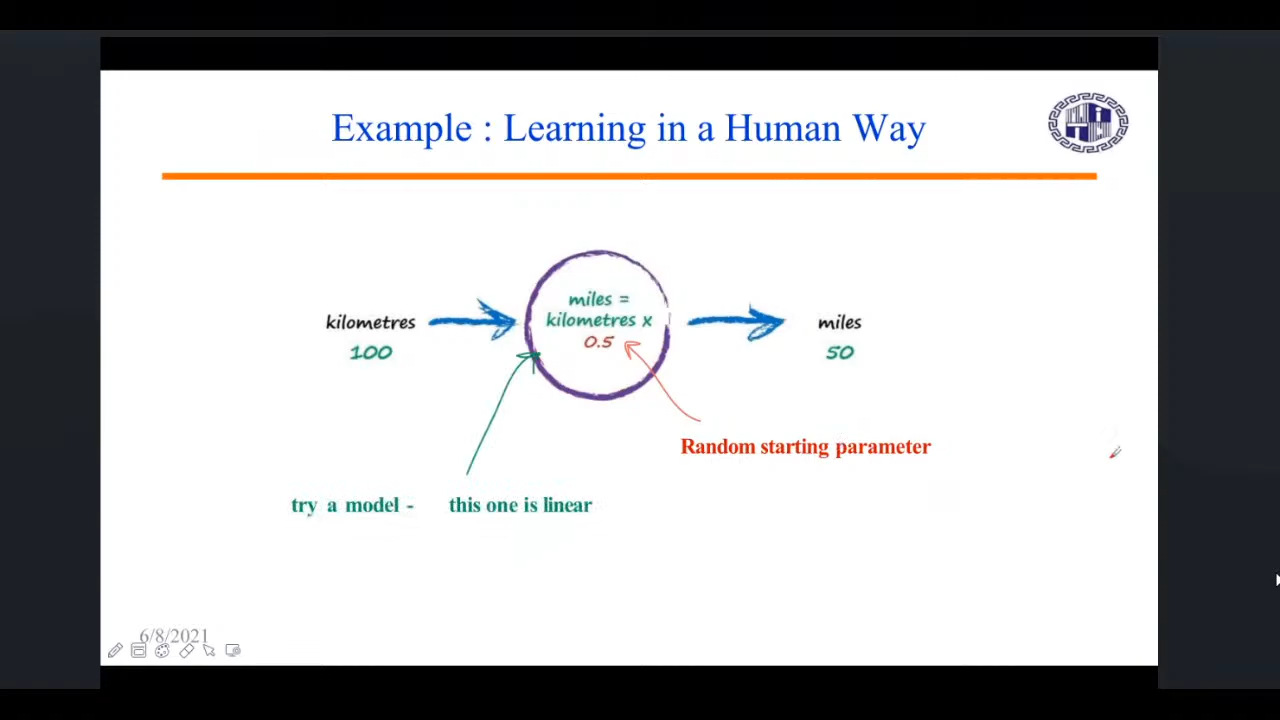 Example : Learning in a Human Way
miles =
kilometres x
0.5
kilometres
100
miles
50
Random starting parameter
try a model - this one is linear
6/8/2021